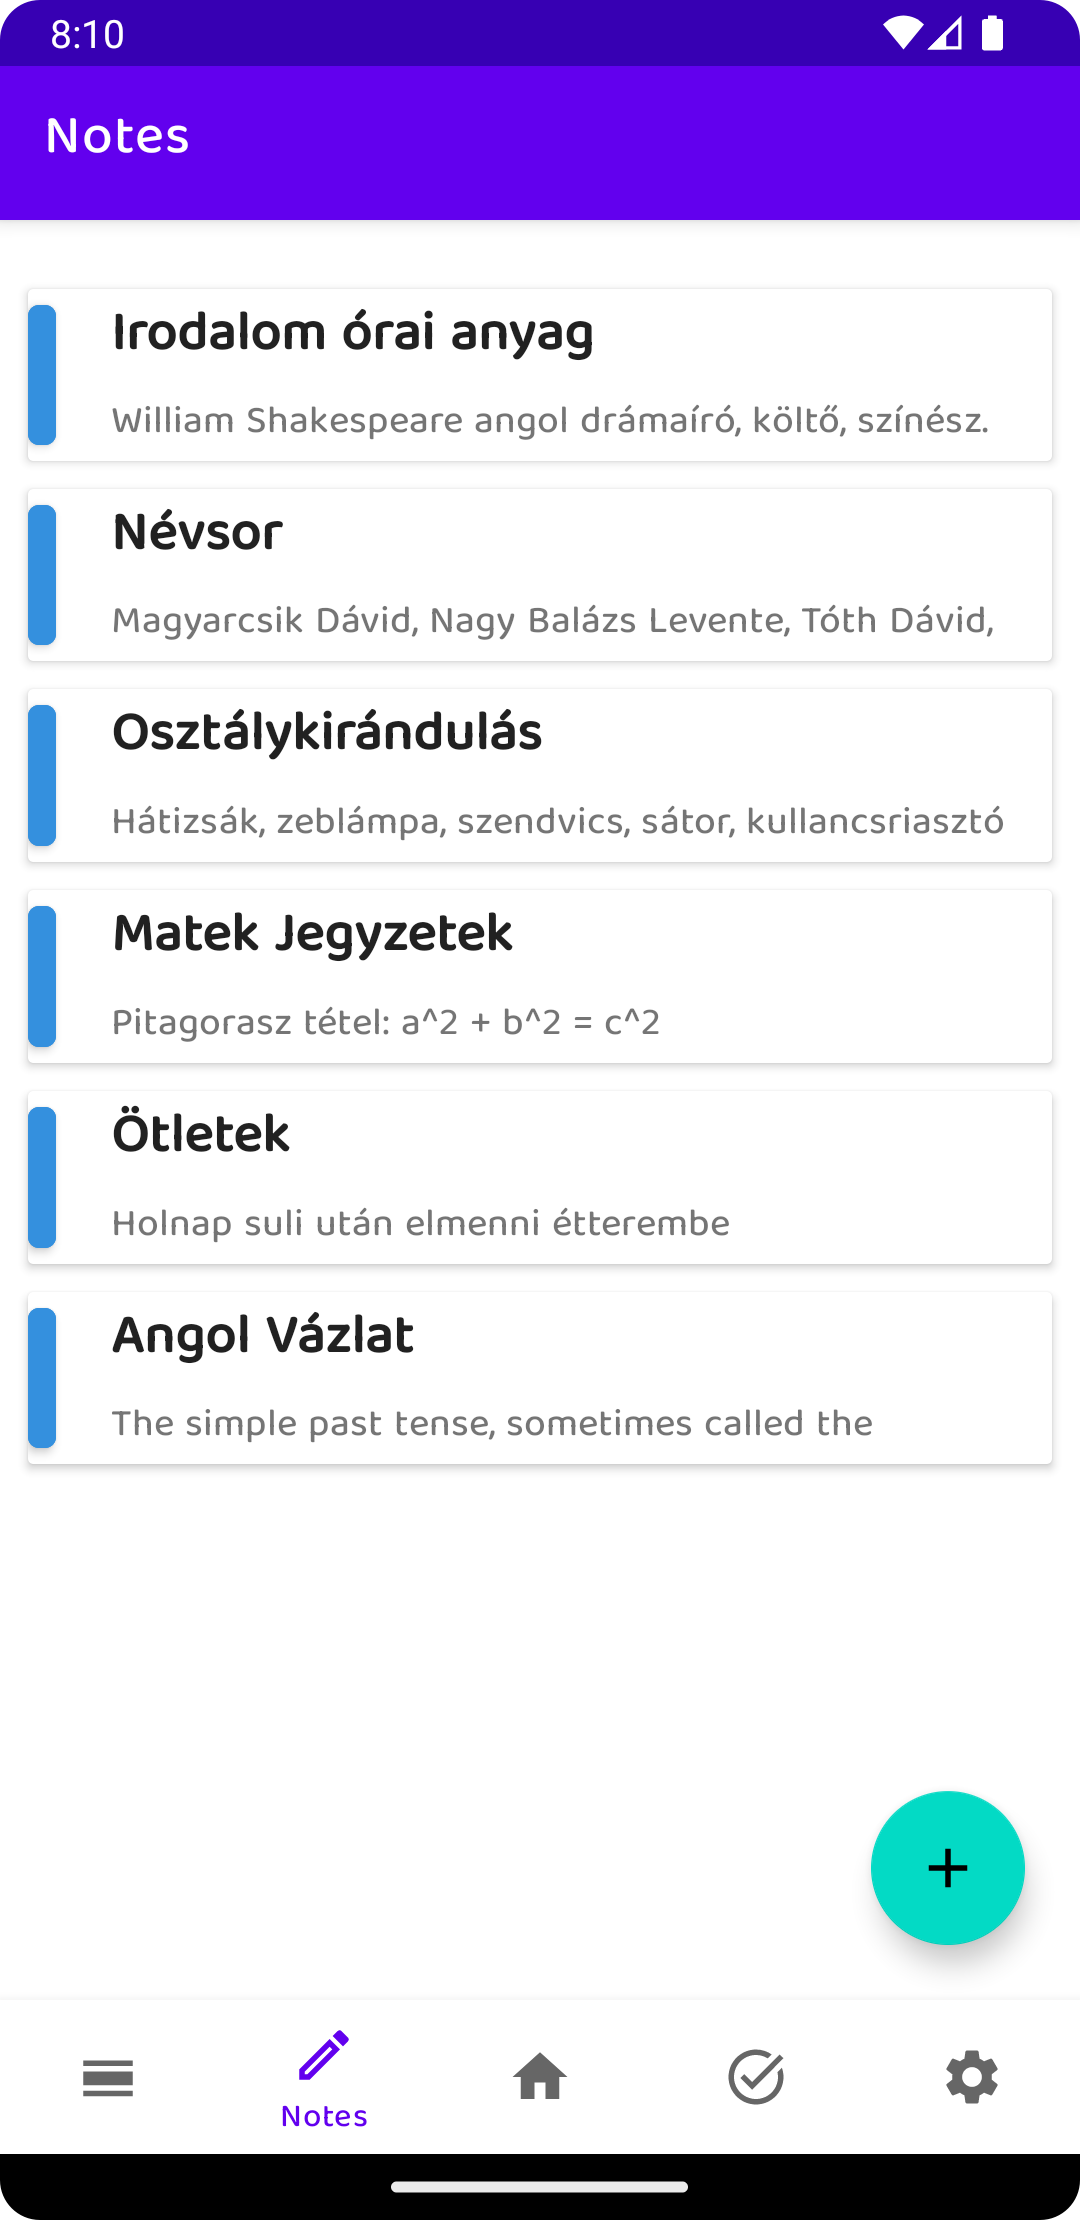 8:10
Notes
Irodalom órai anyag
William Shakespeare angol drámaíró, költő, színész.
Névsor
Magyarcsik Dávid, Nagy Balázs Levente, Tóth Dávid,
Osztálykirándulás
Hátizsák, zeblámpa, szendvics, sátor, kullancsriasztó
Matek Jegyzetek
Pitagorasz tétel: a^2 + b^2 = c^2
Ötletek
Holnap suli után elmenni étterembe
Angol Vázlat
The simple past tense, sometimes called the
Notes